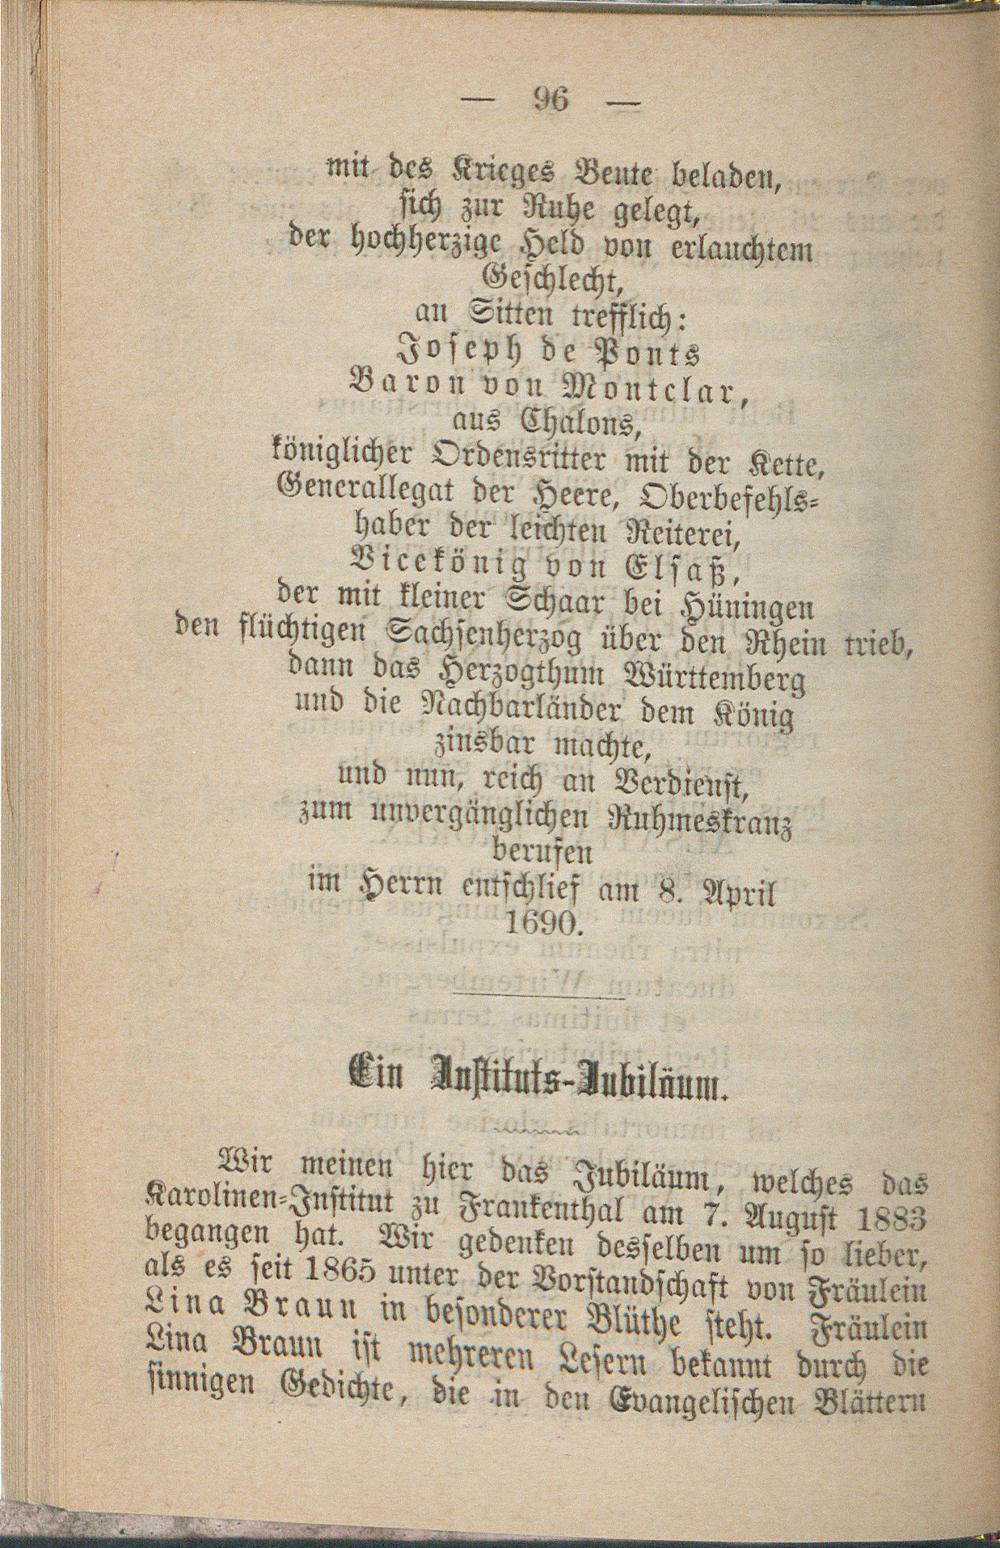 — 96 —
mit des Krieges Beute beladen,
sich zur Ruhe gelegt,
der hochherzige Held von erlauchtem
Geschlecht,
an Sitten trefflich:
Joseph de Ponts
Baron von Montclar,
aus Chalons,
königlicher Ordensritter mit der Kette,
Generallegat der Heere, Oberbefehls-
haber der leichten Reiterei,
Vicekönig von Elsaß,
der mit kleiner Schaar bei Hüningen
den flüchtigen Sachsenherzog über den Rhein trieb,
dann das Herzogthum Württemberg
und die Nachbarländer dem König
zinsbar machte,
und nun, reich an Verdienst,
zum unvergänglichen Ruhmeskranz
berufen
im Herrn entschlief am 8. April
1690.
Ein Instituts-Jubiläum.
Wir meinen hier das Jubiläum, welches das
Karolinen-Institut zu Frankenthal am 7. August 1883
begangen hat. Wir gedenken desselben um so lieber,
als es seit 1865 unter der Vorstandschaft von Fräulein
Lina Braun in besonderer Blüthe steht. Fräulein
Lina Braun ist mehreren Lesern bekannt durch die
sinnigen Gedichte, die in den Evangelischen Blättern